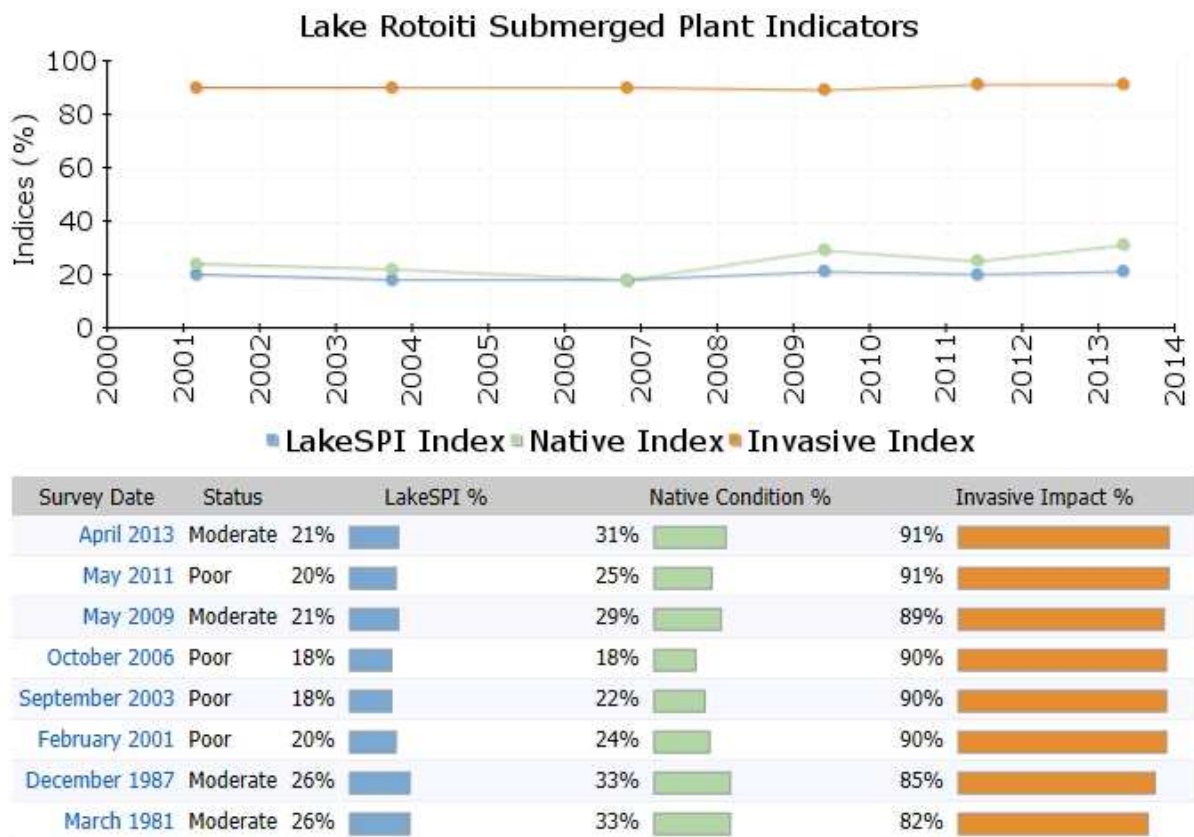 Lake Rotoiti Submerged Plant Indicators
Indices (%)
100
80
60
40
20
0
2000 2001 2002 2003 2004 2005 2006 2007 2008 2009 2010 2011 2012 2013 2014
LakeSPI Index Native Index Invasive Index
Survey Date Status LakeSPI % Native Condition % Invasive Impact %
April 2013 Moderate 21% 31% 91%
May 2011 Poor 20% 25% 91%
May 2009 Moderate 21% 29% 89%
October 2006 Poor 18% 18% 90%
September 2003 Poor 18% 22% 90%
February 2001 Poor 20% 24% 90%
December 1987 Moderate 26% 33% 85%
March 1981 Moderate 26% 33% 82%